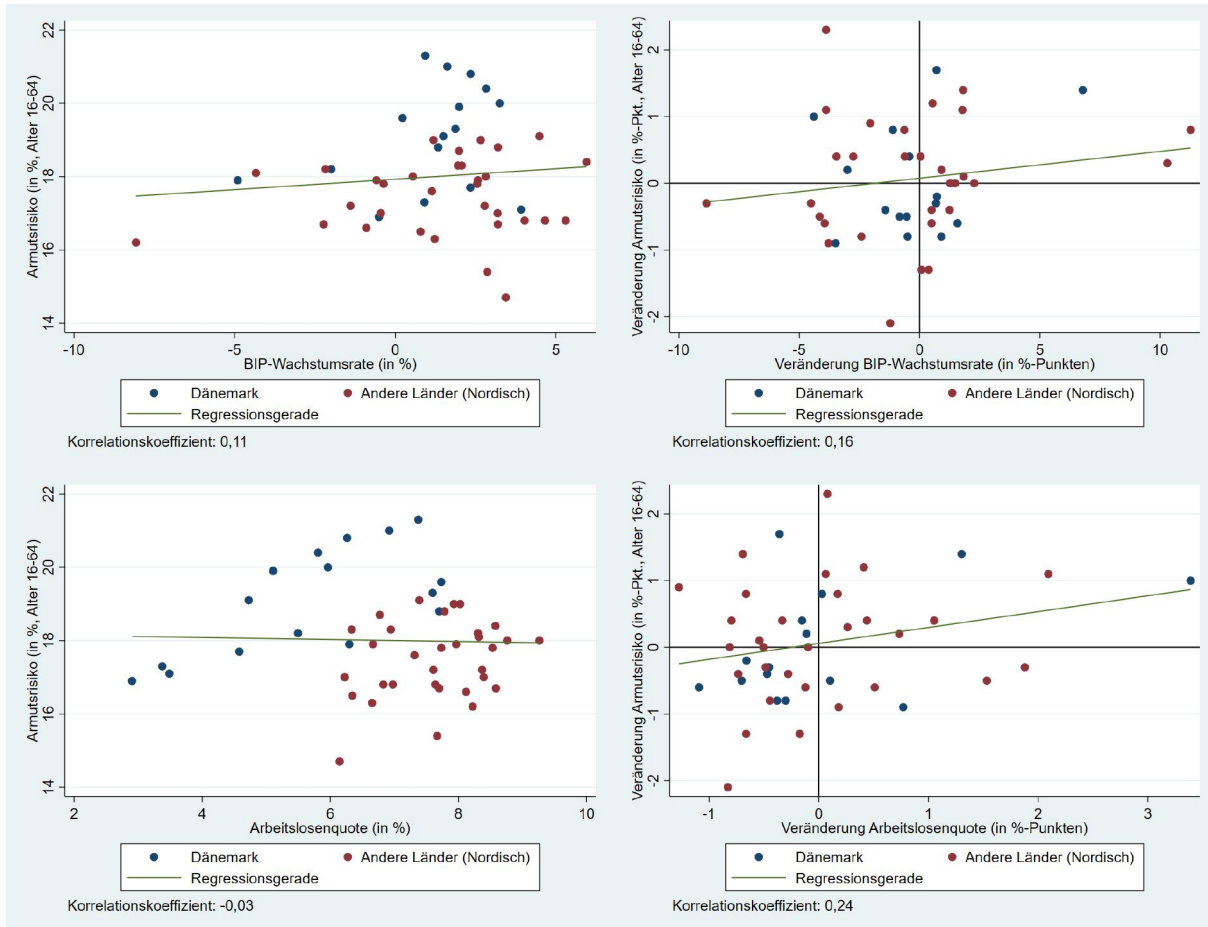 Armutsrisiko (in %, Alter 16-64)
22
20
18
16
14
-10 -5 0 5
BIP-Wachstumsrate (in %)
Dänemark Andere Länder (Nordisch)
Regressionsgerade
Korrelationskoeffizient: 0,11
Veränderung Armutsrisiko (in %-Pkt., Alter 16-64)
2
1
0
-1
-2
-10 -5 0 5 10
Veränderung BIP-Wachstumsrate (in %-Punkten)
Dänemark Andere Länder (Nordisch)
Regressionsgerade
Korrelationskoeffizient: 0,16
Armutsrisiko (in %, Alter 16-64)
22
20
18
16
14
2 4 6 8 10
Arbeitslosenquote (in %)
Dänemark Andere Länder (Nordisch)
Regressionsgerade
Korrelationskoeffizient: -0,03
Veränderung Armutsrisiko (in %-Pkt., Alter 16-64)
2
1
0
-1
-2
-1 0 1 2 3
Veränderung Arbeitslosenquote (in %-Punkten)
Dänemark Andere Länder (Nordisch)
Regressionsgerade
Korrelationskoeffizient: 0,24